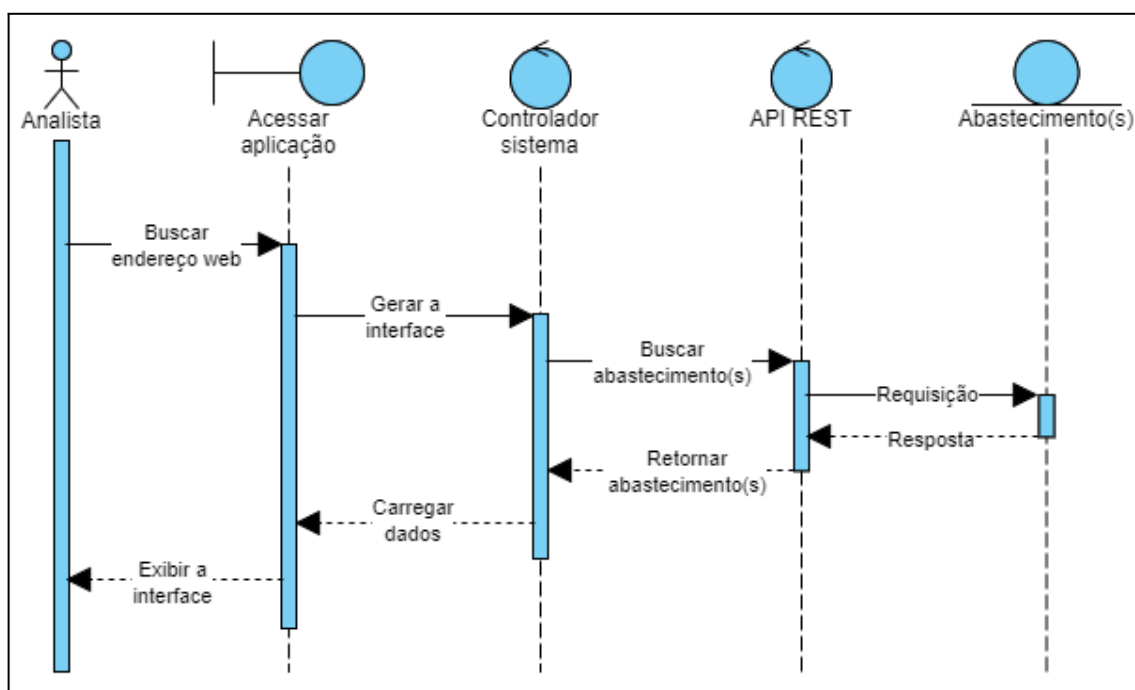 Analista
Acessar
aplicação
Controlador
sistema
API REST
Abastecimento(s)
Buscar
endereço web
Gerar a
interface
Buscar
abastecimento(s)
Requisição
Resposta
Retornar
abastecimento(s)
Carregar
dados
Exibir a
interface